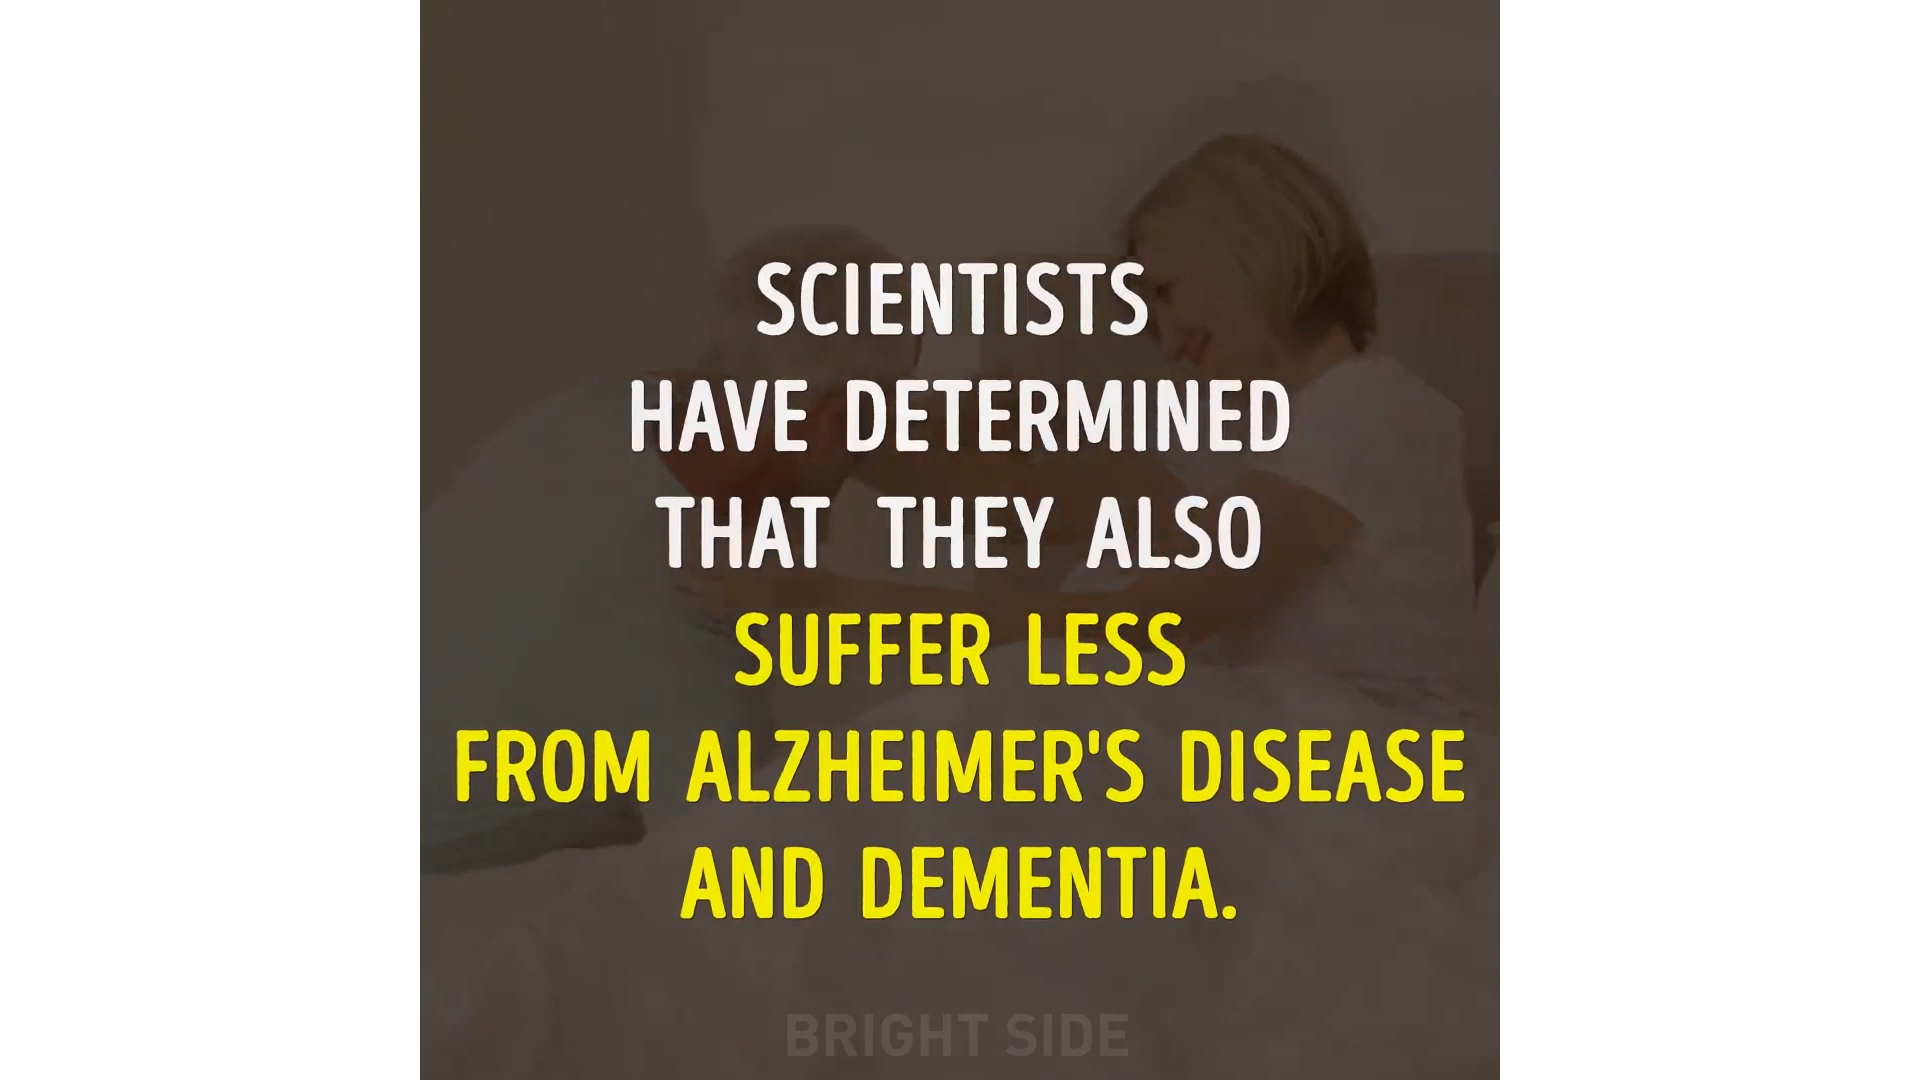 SCIENTISTS
HAVE DETERMINED
THAT THEY ALSO
SUFFER LESS
FROM ALZHEIMER'S DISEASE
AND DEMENTIA.
BRIGHT SIDE